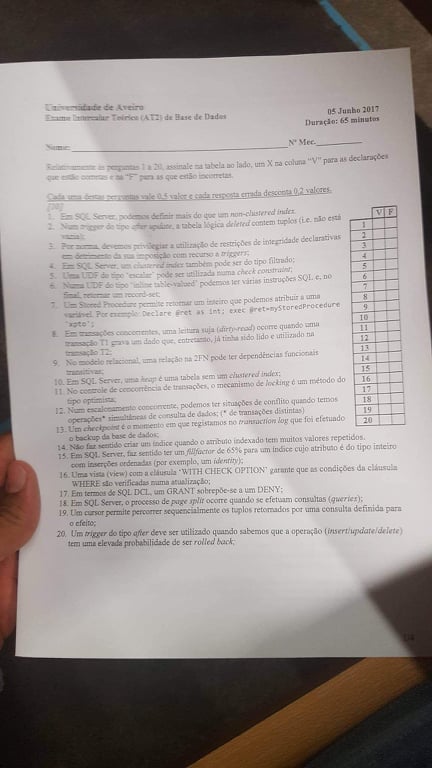 Universidade de Aveiro
Exame Intercalar Teórico (AT2) de Base de Dados
05 Junho 2017
Duração: 65 minutos
Nome:
Nº Mec.
Relativamente às perguntas 1 a 20, assinale na tabela ao lado, um X na coluna "V" para as declarações
que estão corretas e na "F" para as que estão incorretas.
Cada uma destas perguntas vale 0,5 valor e cada resposta errada desconta 0,2 valores.
[20]
1. Em SQL Server, podemos definir mais do que um non-clustered index.
2. Num trigger do tipo after update, a tabela lógica deleted contem tuplos (i.e. não está
vazia);
3. Por norma, devemos privilegiar a utilização de restrições de integridade declarativas
em detrimento da sua imposição com recurso a triggers;
4. Em SQL Server, um clustered index também pode ser do tipo filtrado;
5. Uma UDF do tipo "escalar" pode ser utilizada numa check constraint;
6. Numa UDF do tipo "inline table-valued" podemos ter várias instruções SQL e, no
final, retornar um record-set;
7. Um Stored Procedure permite retornar um inteiro que podemos atribuir a uma
variável. Por exemplo: Declare @ret as int; exec @ret=myStoredProcedure
'xpto';
8. Em transações concorrentes, uma leitura suja (dirty-read) ocorre quando uma
transação T1 grava um dado que, entretanto, já tinha sido lido e utilizado na
transação T2;
9. No modelo relacional, uma relação na 2FN pode ter dependências funcionais
transitivas;
10. Em SQL Server, uma heap é uma tabela sem um clustered index;
11. No controle de concorrência de transações, o mecanismo de locking é um método do
tipo optimista;
12. Num escalonamento concorrente, podemos ter situações de conflito quando temos
operações* simultâneas de consulta de dados; (* de transações distintas)
13. Um checkpoint é o momento em que registamos no transaction log que foi efetuado
o backup da base de dados;
14. Não faz sentido criar um índice quando o atributo indexado tem muitos valores repetidos.
15. Em SQL Server, faz sentido ter um fillfactor de 65% para um índice cujo atributo é do tipo inteiro
com inserções ordenadas (por exemplo, um identity);
16. Uma vista (view) com a cláusula 'WITH CHECK OPTION' garante que as condições da cláusula
WHERE são verificadas numa atualização;
17. Em termos de SQL DCL, um GRANT sobrepõe-se a um DENY;
18. Em SQL Server, o processo de page split ocorre quando se efetuam consultas (queries);
19. Um cursor permite percorrer sequencialmente os tuplos retornados por uma consulta definida para
o efeito;
20. Um trigger do tipo after deve ser utilizado quando sabemos que a operação (insert/update/delete)
tem uma elevada probabilidade de ser rolled back;
V F
1
2
3
4
5
6
7
8
9
10
11
12
13
14
15
16
17
18
19
20